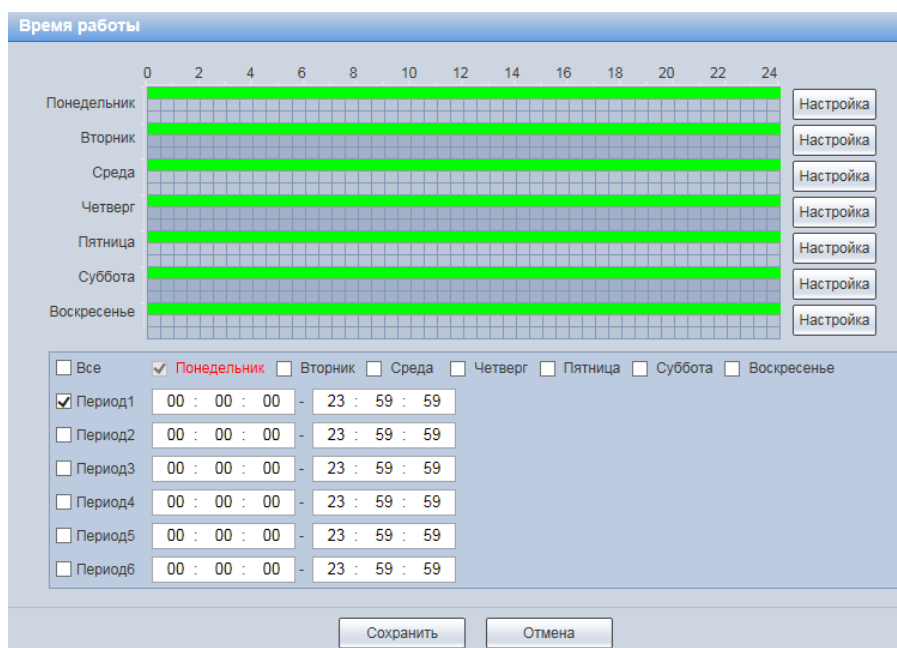 Время работы
0 2 4 6 8 10 12 14 16 18 20 22 24
Понедельник Настройка
Вторник Настройка
Среда Настройка
Четверг Настройка
Пятница Настройка
Суббота Настройка
Воскресенье Настройка
Все Понедельник Вторник Среда Четверг Пятница Суббота Воскресенье
Период1 00 : 00 : 00 - 23 : 59 : 59
Период2 00 : 00 : 00 - 23 : 59 : 59
Период3 00 : 00 : 00 - 23 : 59 : 59
Период4 00 : 00 : 00 - 23 : 59 : 59
Период5 00 : 00 : 00 - 23 : 59 : 59
Период6 00 : 00 : 00 - 23 : 59 : 59
Сохранить Отмена